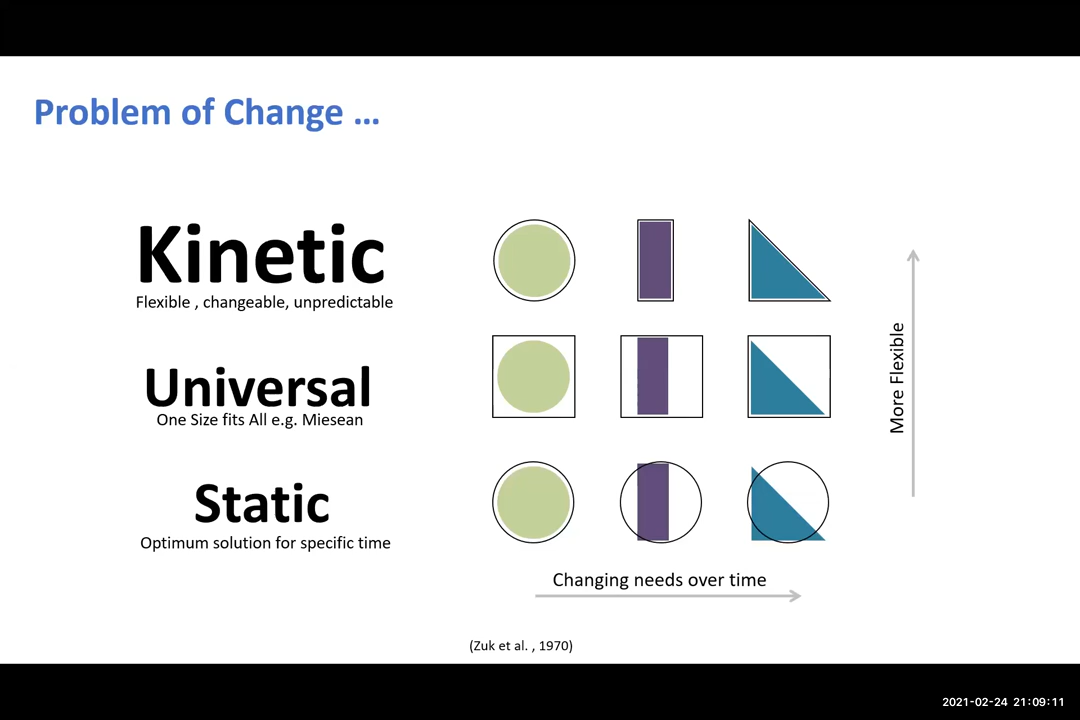 Problem of Change ...
Kinetic
Flexible , changeable, unpredictable
Universal
One Size fits All e.g. Miesean
Static
Optimum solution for specific time
More Flexible
Changing needs over time
(Zuk et al. , 1970)
2021-02-24 21:09:11